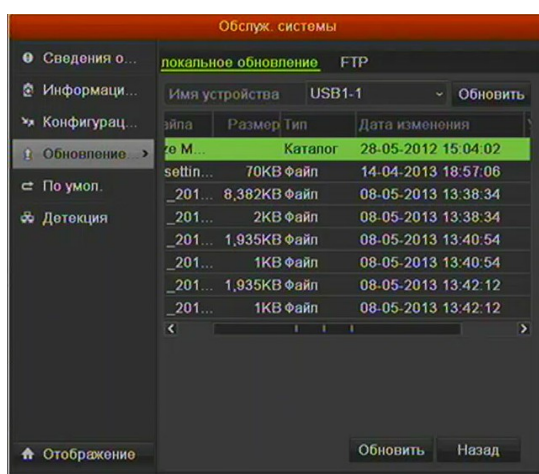 Обслуж. системы
Сведения о...
Информаци...
Конфигурац...
Обновление...
По умол.
Детекция
Отображение
локальное обновление FTP
Имя устройства USB1-1 Обновить
айла Размер Тип Дата изменения
ze M... Каталог 28-05-2012 15:04:02
settin... 70KB Файл 14-04-2013 18:57:06
_201... 8,382KB Файл 08-05-2013 13:38:34
_201... 2KB Файл 08-05-2013 13:38:34
_201... 1,935KB Файл 08-05-2013 13:40:54
_201... 1KB Файл 08-05-2013 13:40:54
_201... 1,935KB Файл 08-05-2013 13:42:12
_201... 1KB Файл 08-05-2013 13:42:12
Обновить Назад